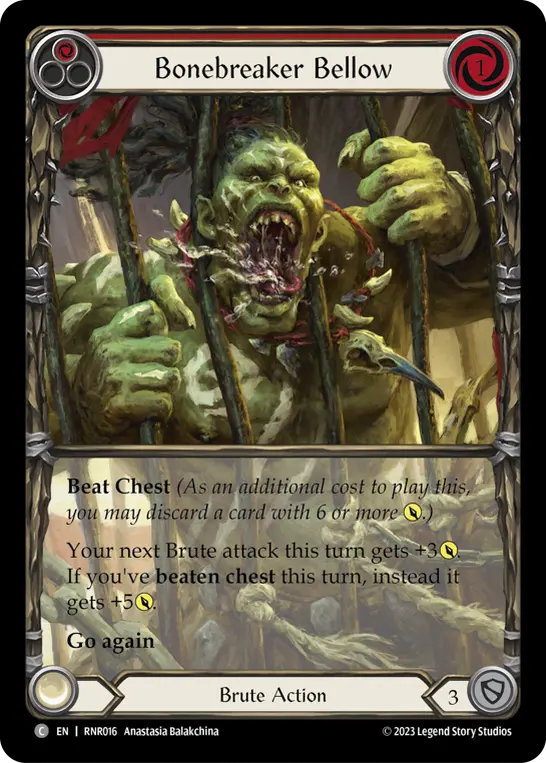 Bonebreaker Bellow
1
Beat Chest (As an additional cost to play this,
you may discard a card with 6 or more .)
Your next Brute attack this turn gets +3.
If you've beaten chest this turn, instead it
gets +5.
Go again
Brute Action
3
C EN | RNR016 Anastasia Balakchina
© 2023 Legend Story Studios